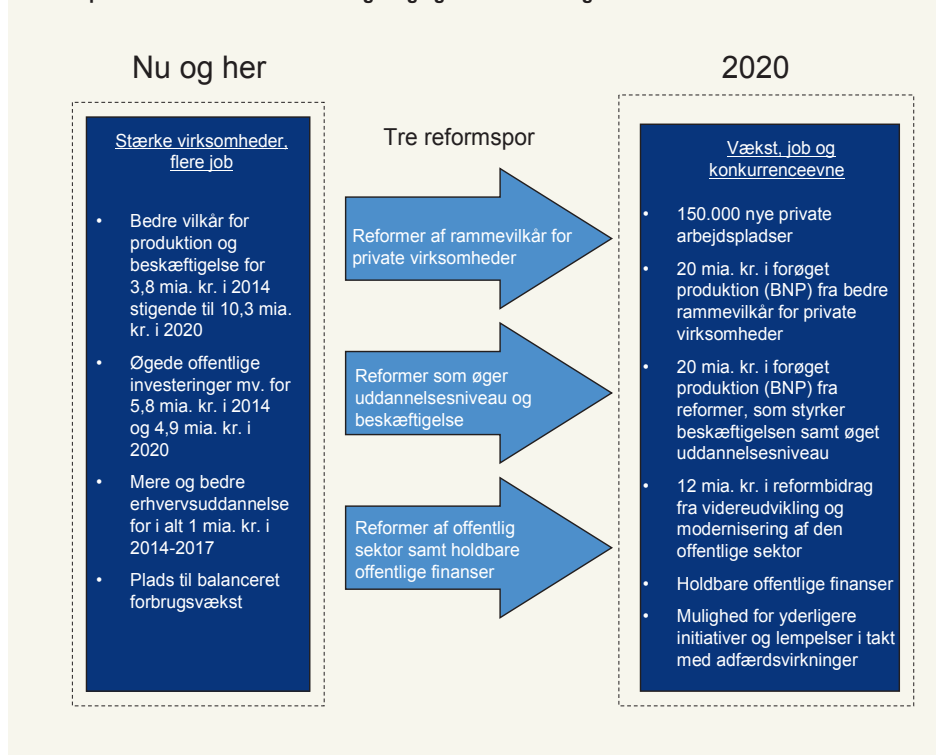 Nu og her
Stærke virksomheder,
flere job
• Bedre vilkår for
produktion og
beskæftigelse for
3,8 mia. kr. i 2014
stigende til 10,3 mia.
kr. i 2020
• Øgede offentlige
investeringer mv. for
5,8 mia. kr. i 2014
og 4,9 mia. kr. i
2020
• Mere og bedre
erhvervsuddannelse
for i alt 1 mia. kr. i
2014-2017
• Plads til balanceret
forbrugsvækst
Tre reformspor
Reformer af rammevilkår for
private virksomheder
Reformer som øger
uddannelsesniveau og
beskæftigelse
Reformer af offentlig
sektor samt holdbare
offentlige finanser
2020
Vækst, job og
konkurrenceevne
• 150.000 nye private
arbejdspladser
• 20 mia. kr. i forøget
produktion (BNP) fra bedre
rammevilkår for private
virksomheder
• 20 mia. kr. i forøget
produktion (BNP) fra
reformer, som styrker
beskæftigelsen samt øget
uddannelsesniveau
• 12 mia. kr. i reformbidrag
fra videreudvikling og
modernisering af den
offentlige sektor
• Holdbare offentlige finanser
• Mulighed for yderligere
initiativer og lempelser i takt
med adfærdsvirkninger